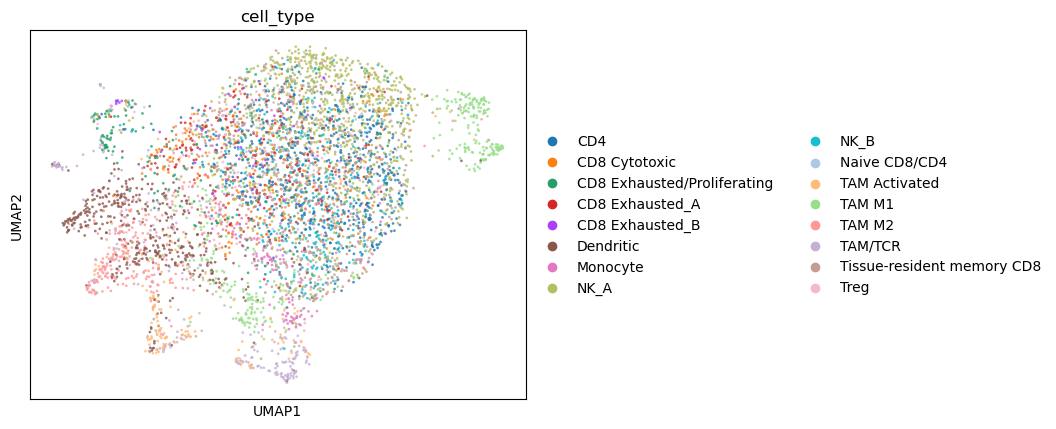 cell_type
UMAP2
UMAP1
CD4
CD8 Cytotoxic
CD8 Exhausted/Proliferating
CD8 Exhausted_A
CD8 Exhausted_B
Dendritic
Monocyte
NK_A
NK_B
Naive CD8/CD4
TAM Activated
TAM M1
TAM M2
TAM/TCR
Tissue-resident memory CD8
Treg